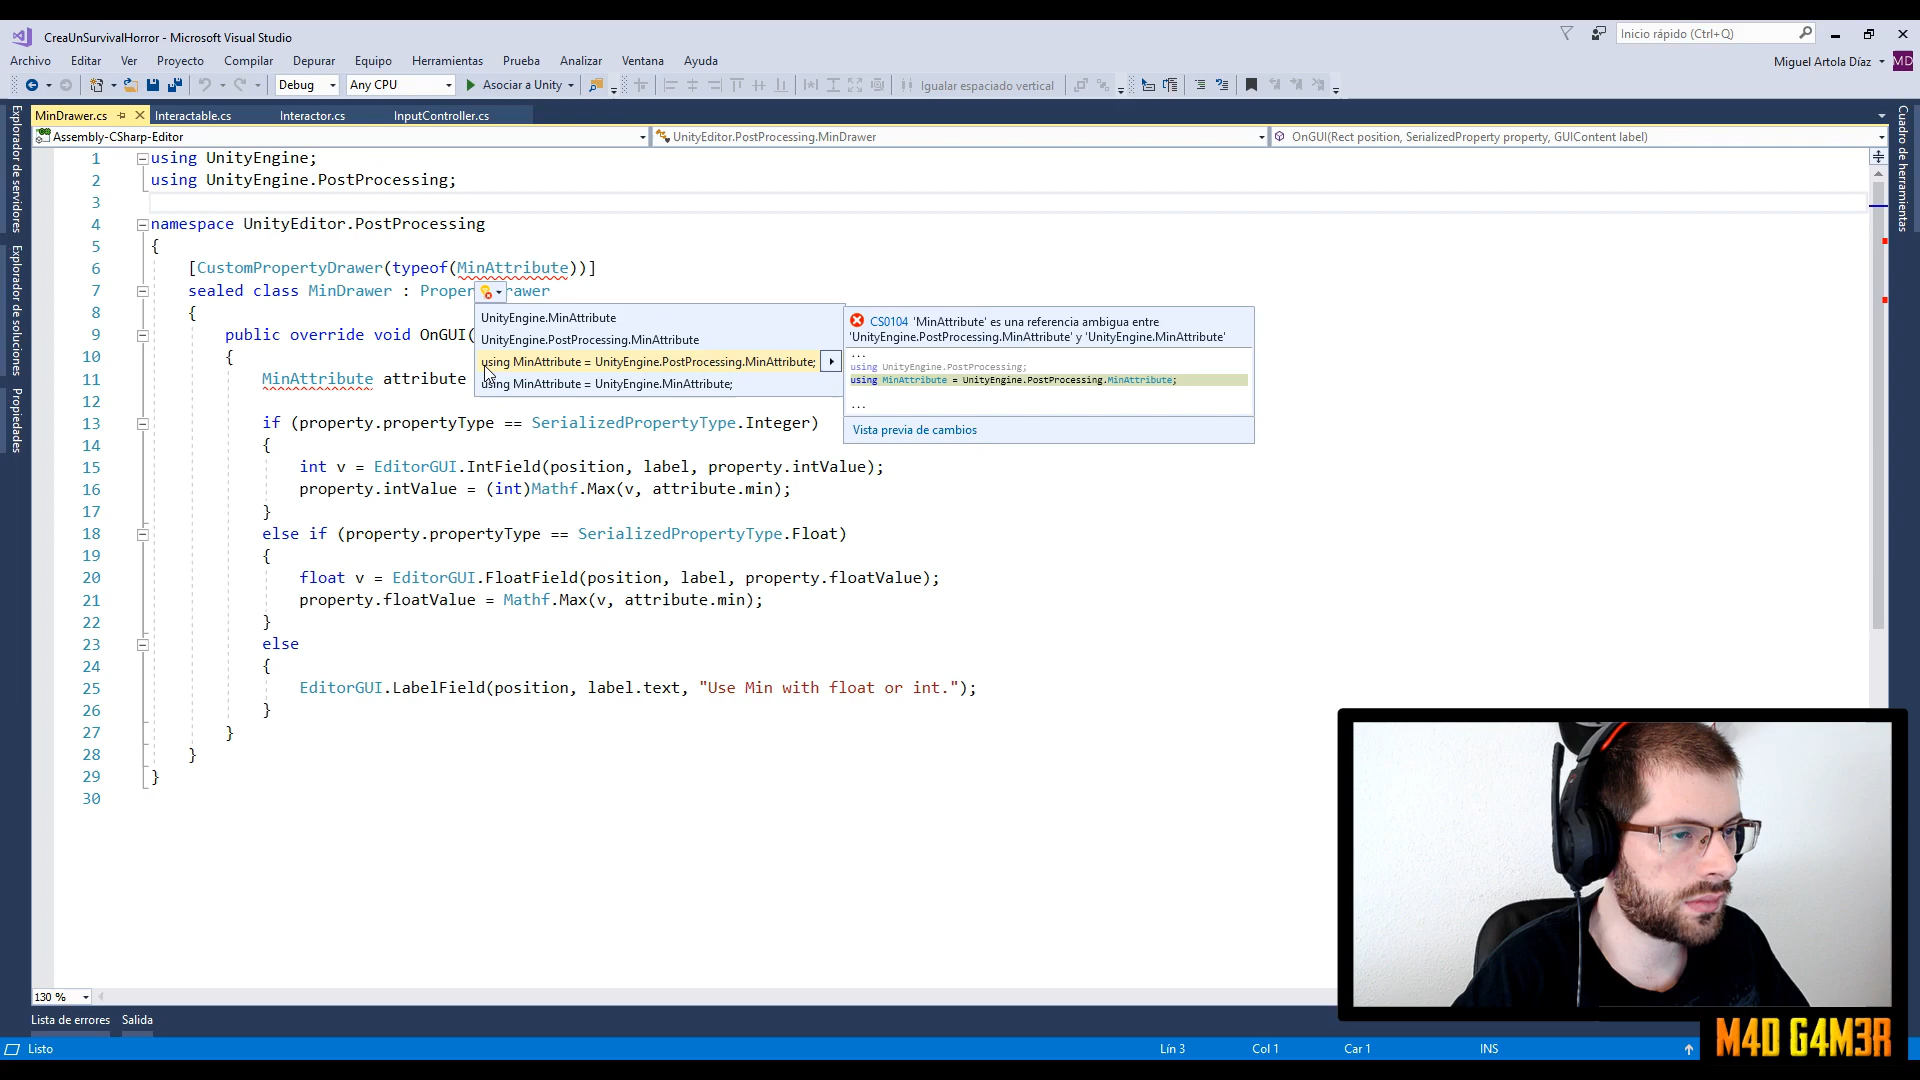 CreaUnSurvivalHorror - Microsoft Visual Studio
Inicio rápido (Ctrl+Q)
Archivo Editar Ver Proyecto Compilar Depurar Equipo Herramientas Prueba Analizar Ventana Ayuda
Miguel Artola Díaz MD
Debug Any CPU Asociar a Unity Igualar espaciado vertical
MinDrawer.cs Interactable.cs Interactor.cs InputController.cs
Assembly-CSharp-Editor UnityEditor.PostProcessing.MinDrawer OnGUI(Rect position, SerializedProperty property, GUIContent label)
Explorador de servidores
Explorador de soluciones
Propiedades
Cuadro de herramientas
1 using UnityEngine;
2 using UnityEngine.PostProcessing;
3
4 namespace UnityEditor.PostProcessing
5 {
6 [CustomPropertyDrawer(typeof(MinAttribute))]
7 sealed class MinDrawer : Proper rawer
8 {
9 public override void OnGUI(
10 {
11 MinAttribute attribute
12
13 if (property.propertyType == SerializedPropertyType.Integer)
14 {
15 int v = EditorGUI.IntField(position, label, property.intValue);
16 property.intValue = (int)Mathf.Max(v, attribute.min);
17 }
18 else if (property.propertyType == SerializedPropertyType.Float)
19 {
20 float v = EditorGUI.FloatField(position, label, property.floatValue);
21 property.floatValue = Mathf.Max(v, attribute.min);
22 }
23 else
24 {
25 EditorGUI.LabelField(position, label.text, "Use Min with float or int.");
26 }
27 }
28 }
29 }
30
UnityEngine.MinAttribute
UnityEngine.PostProcessing.MinAttribute
using MinAttribute = UnityEngine.PostProcessing.MinAttribute;
using MinAttribute = UnityEngine.MinAttribute;
CS0104 'MinAttribute' es una referencia ambigua entre
'UnityEngine.PostProcessing.MinAttribute' y 'UnityEngine.MinAttribute'
...
using UnityEngine.PostProcessing;
using MinAttribute = UnityEngine.PostProcessing.MinAttribute;
...
Vista previa de cambios
130 %
Lista de errores Salida
Listo Lín 3 Col 1 Car 1 INS
M4D G4M3R